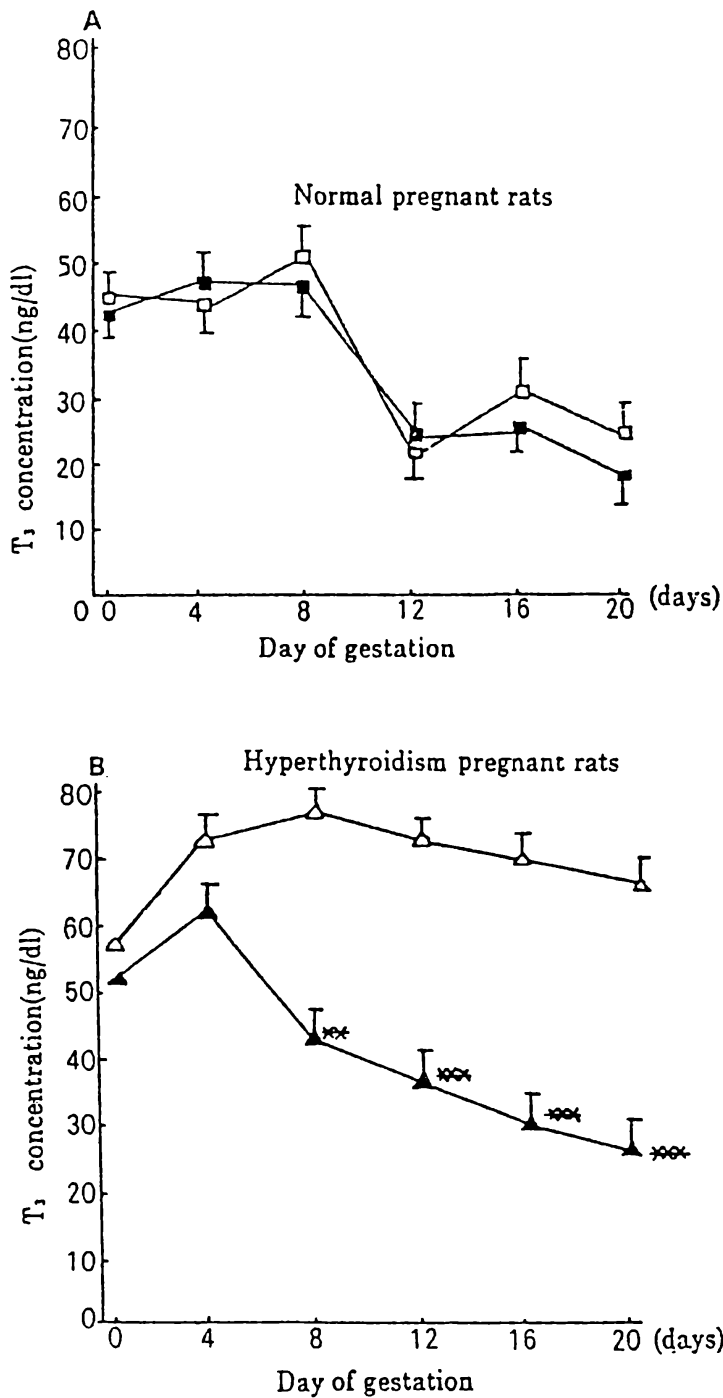 A
80
70
60
50
40
30
20
10
0
Normal pregnant rats
T₃ concentration(ng/dl)
0 4 8 12 16 20 (days)
Day of gestation
B
Hyperthyroidism pregnant rats
80
70
60
50
40
30
20
10
0
T₃ concentration(ng/dl)
** 
***
***
***
0 4 8 12 16 20 (days)
Day of gestation